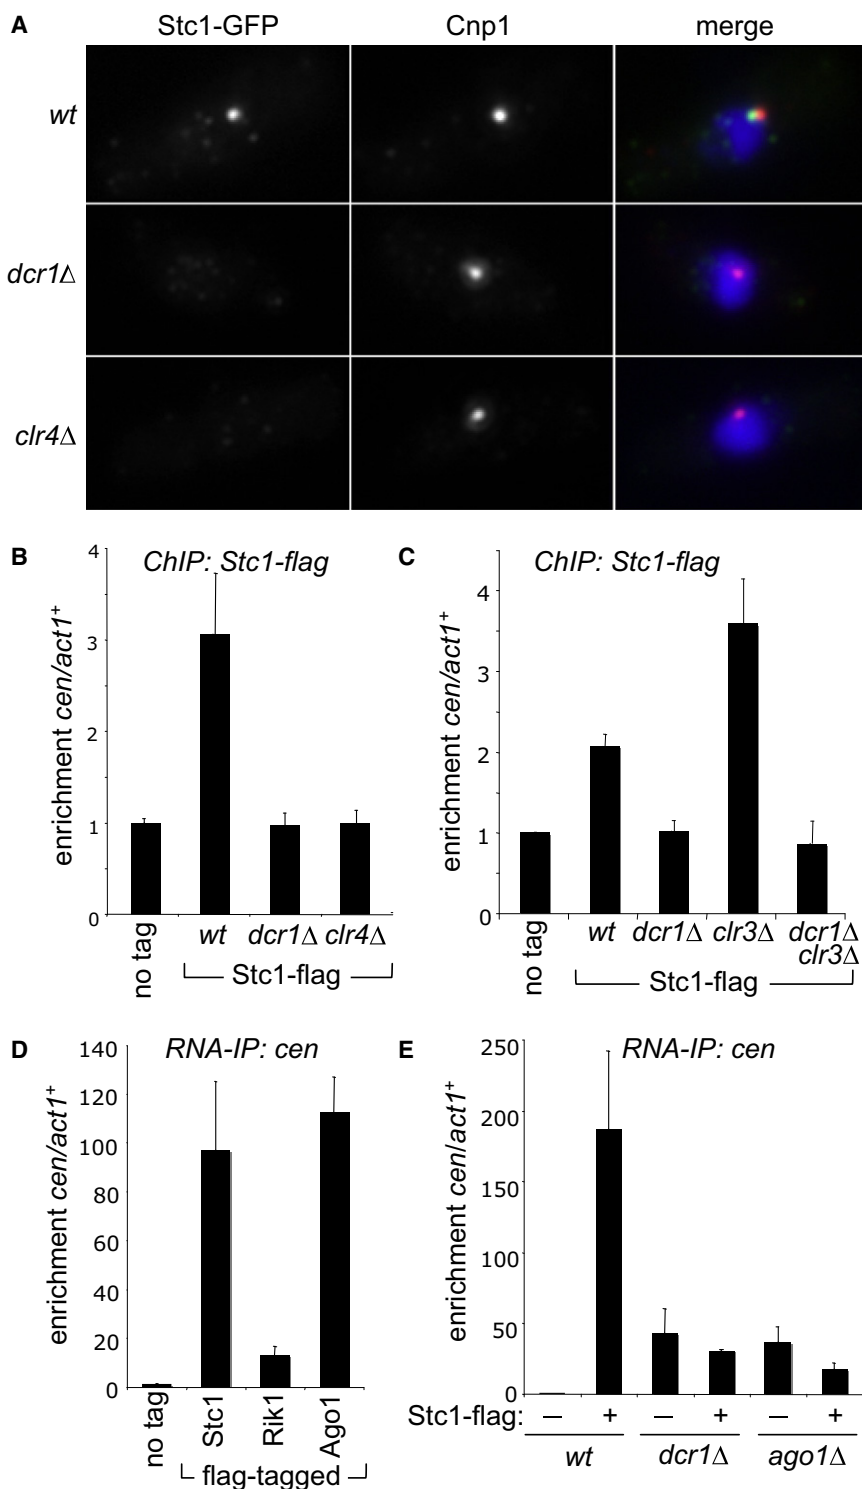 A
Stc1-GFP Cnp1 merge
wt
dcr1Δ
clr4Δ
B
ChIP: Stc1-flag
enrichment cen/act1+
4
3
2
1
0
no tag
wt dcr1Δ clr4Δ
Stc1-flag
C
ChIP: Stc1-flag
enrichment cen/act1+
4
3
2
1
0
no tag
wt dcr1Δ clr3Δ dcr1Δ
clr3Δ
Stc1-flag
D
RNA-IP: cen
enrichment cen/act1+
140
120
100
80
60
40
20
0
no tag
Stc1
Rik1
Ago1
flag-tagged
E
RNA-IP: cen
enrichment cen/act1+
250
200
150
100
50
0
Stc1-flag: – + – + – +
wt dcr1Δ ago1Δ